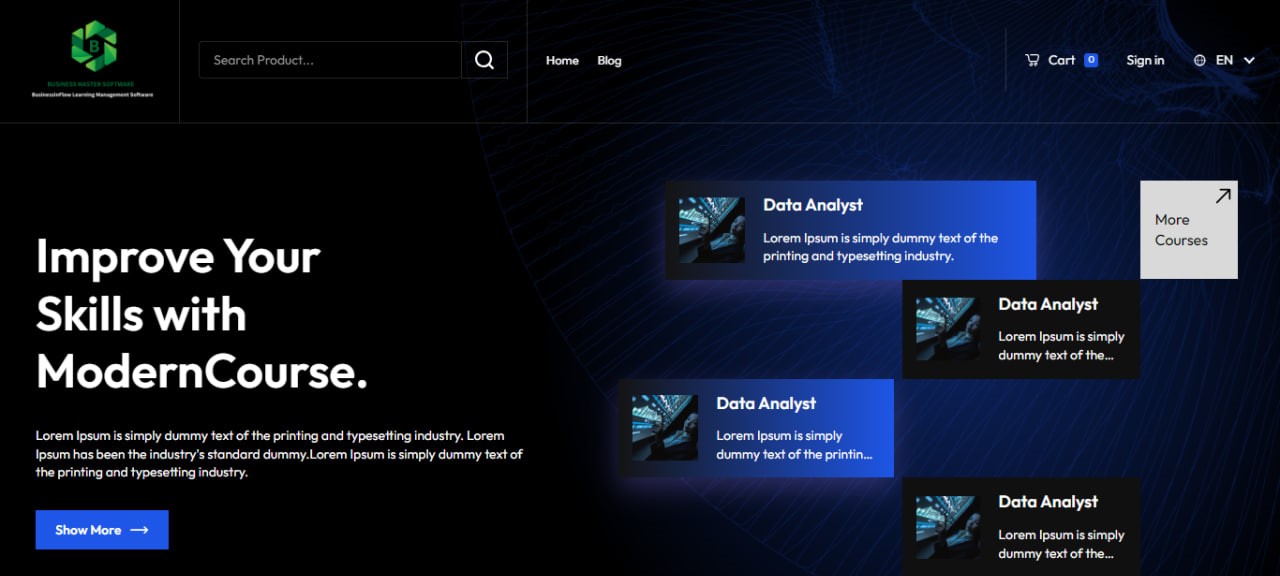 B
BUSINESS MASTER SOFTWARE
BusinessInFlow Learning Management Software
Search Product...
Home
Blog
Cart 0
Sign in
EN
Improve Your
Skills with
ModernCourse.
Lorem Ipsum is simply dummy text of the printing and typesetting industry. Lorem
Ipsum has been the industry's standard dummy.Lorem Ipsum is simply dummy text of
the printing and typesetting industry.
Show More
Data Analyst
Lorem Ipsum is simply dummy text of the
printing and typesetting industry.
More
Courses
Data Analyst
Lorem Ipsum is simply
dummy text of the...
Data Analyst
Lorem Ipsum is simply
dummy text of the printin...
Data Analyst
Lorem Ipsum is simply
dummy text of the...